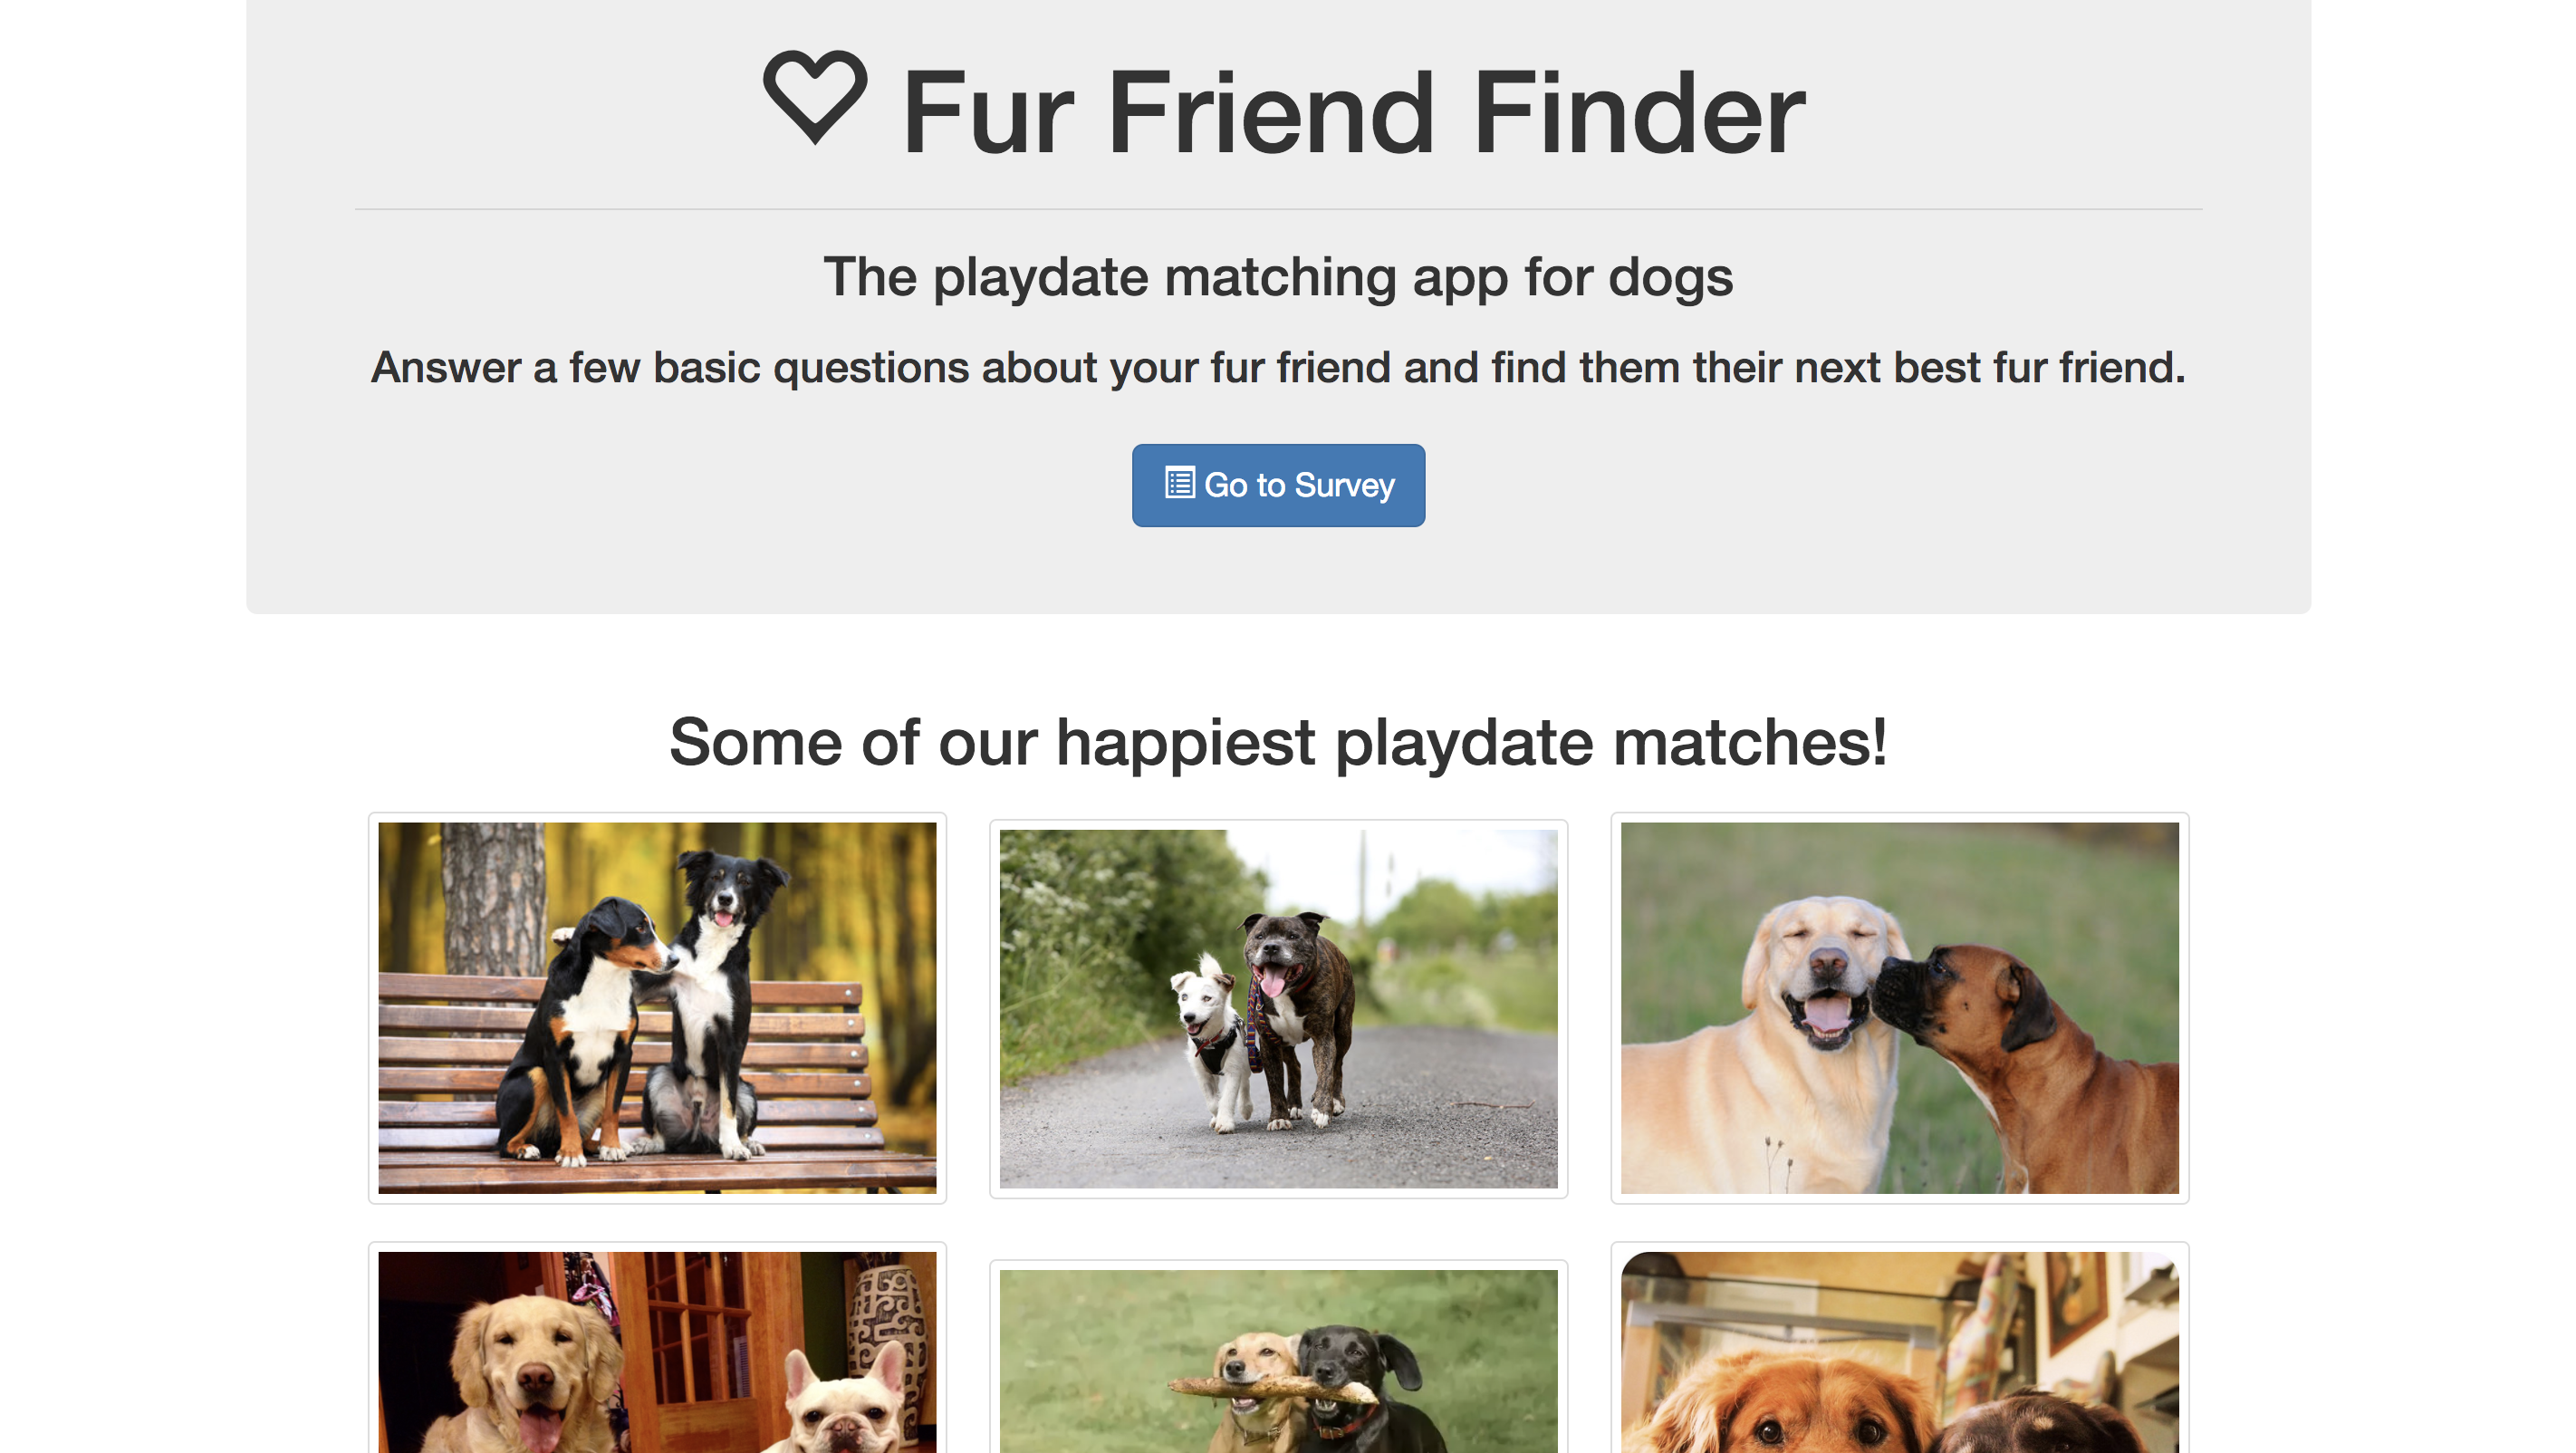 Fur Friend Finder
The playdate matching app for dogs
Answer a few basic questions about your fur friend and find them their next best fur friend.
Go to Survey
Some of our happiest playdate matches!